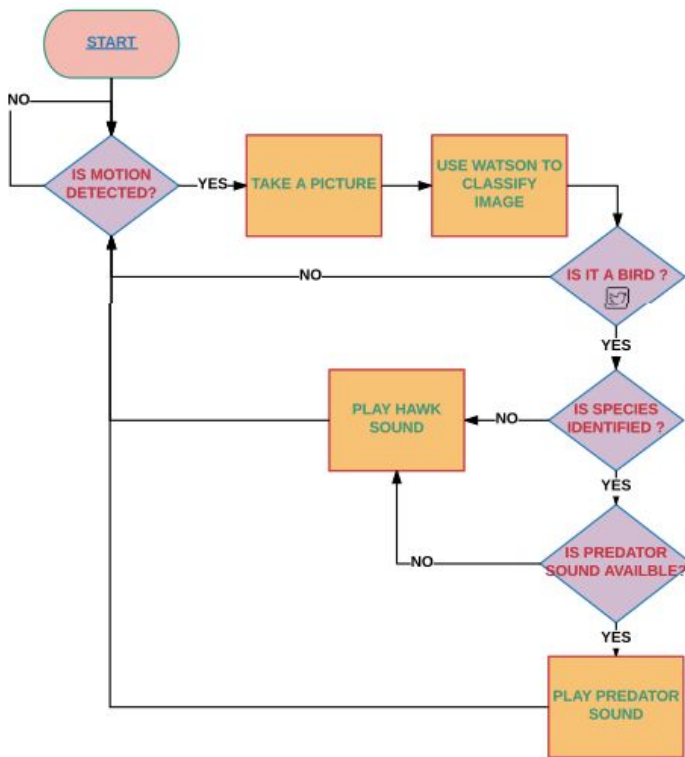 START
NO
IS MOTION
DETECTED?
YES
TAKE A PICTURE
USE WATSON TO
CLASSIFY
IMAGE
IS IT A BIRD ?
NO
YES
IS SPECIES
IDENTIFIED ?
NO
PLAY HAWK
SOUND
YES
IS PREDATOR
SOUND AVAILBLE?
NO
YES
PLAY PREDATOR
SOUND